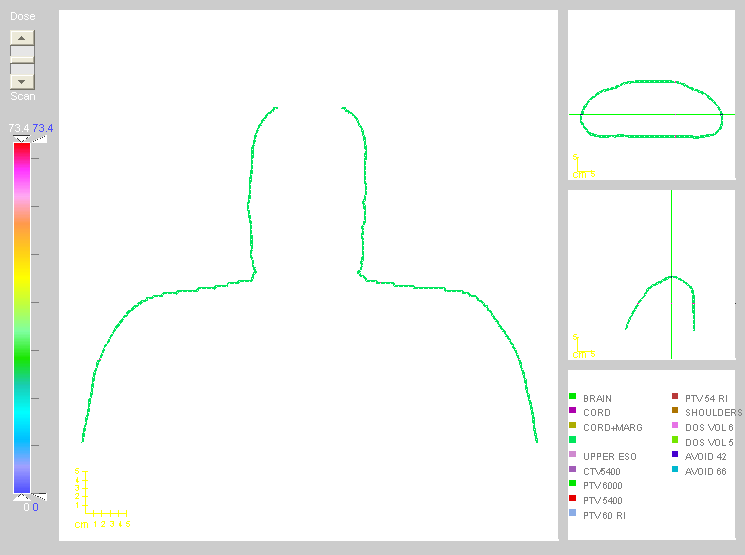 Dose
Scan
73.4 73.4
0 0
5
4
3
2
1
cm 1 2 3 4 5
5
cm 5
5
cm 5
BRAIN
CORD
CORD+MARG
UPPER ESO
CTV5400
PTV6000
PTV5400
PTV60 RI
PTV54 RI
SHOULDERS
DOS VOL 6
DOS VOL 5
AVOID 42
AVOID 66